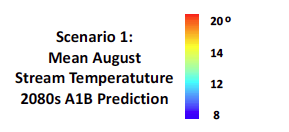 Scenario 1:
Mean August
Stream Temperatuture
2080s A1B Prediction
20º
14
12
8